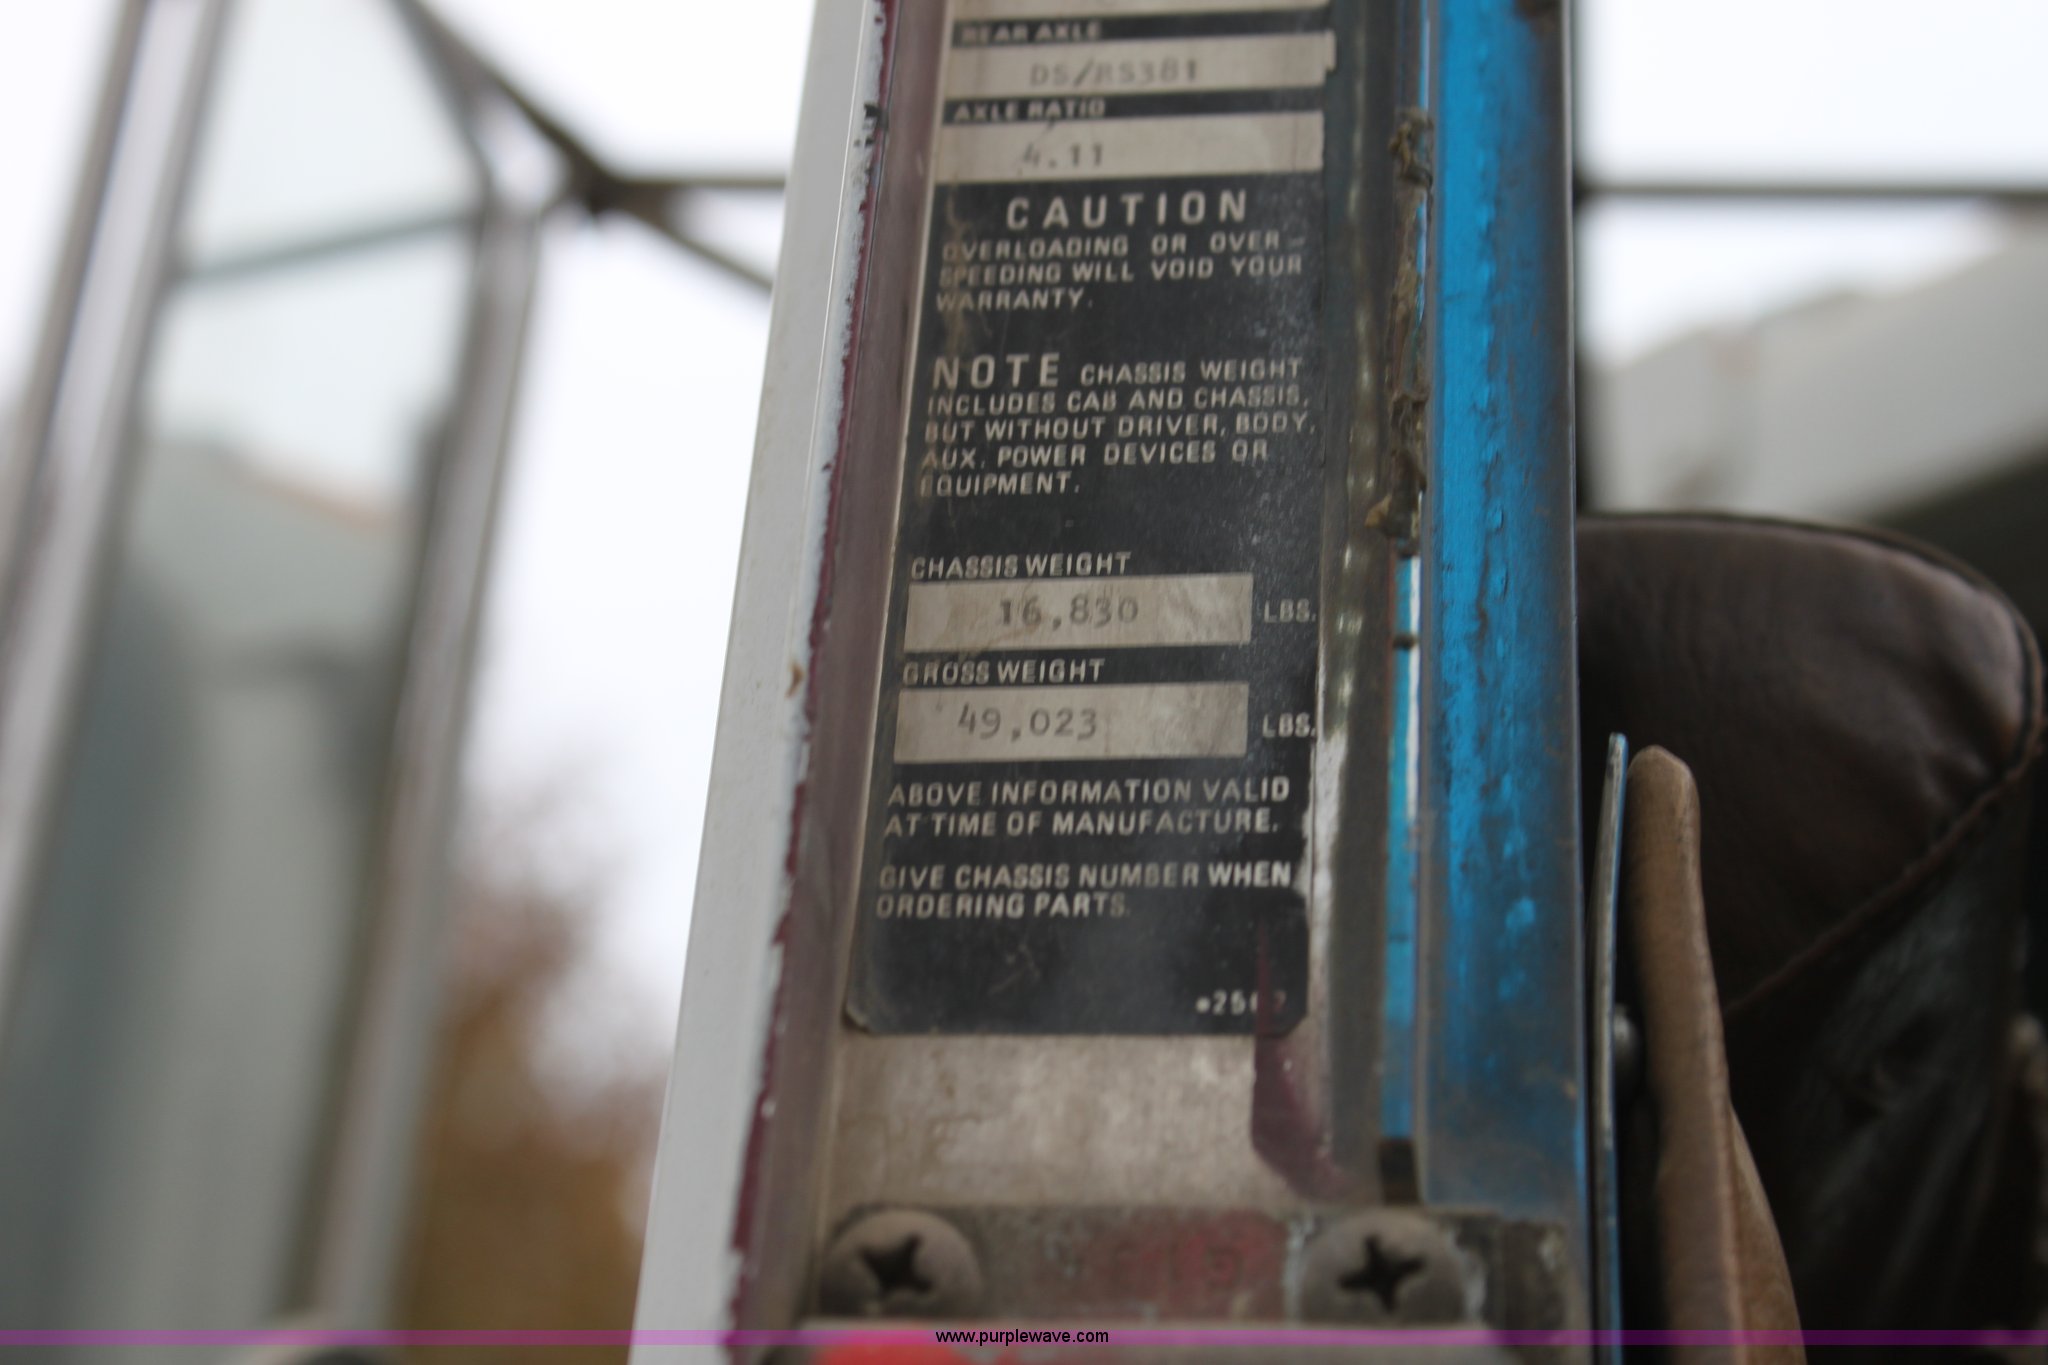 REAR AXLE
DS/RS381
AXLE RATIO
4.11
CAUTION
OVERLOADING OR OVER-
SPEEDING WILL VOID YOUR
WARRANTY.
NOTE CHASSIS WEIGHT
INCLUDES CAB AND CHASSIS,
BUT WITHOUT DRIVER, BODY,
AUX. POWER DEVICES OR
EQUIPMENT.
CHASSIS WEIGHT
16,830 LBS.
GROSS WEIGHT
49,023 LBS.
ABOVE INFORMATION VALID
AT TIME OF MANUFACTURE.
GIVE CHASSIS NUMBER WHEN
ORDERING PARTS.
www.purplewave.com